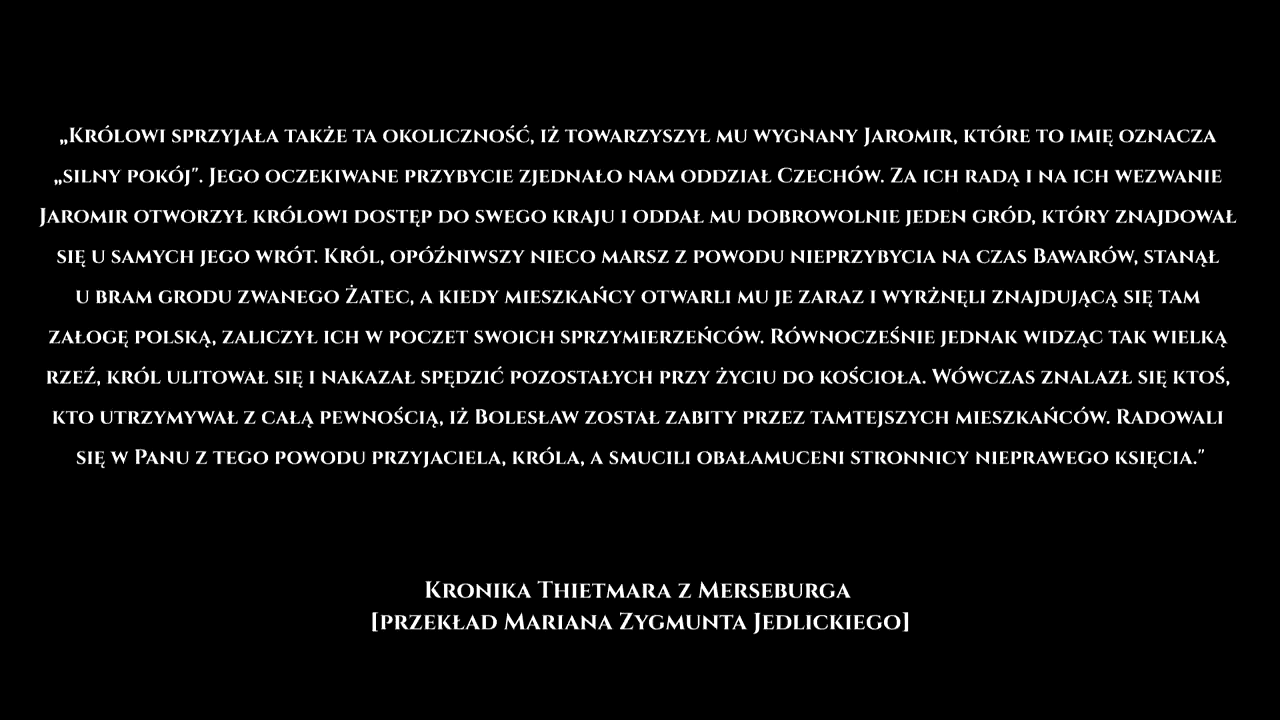 „Królowi sprzyjała także ta okoliczność, iż towarzyszył mu wygnany Jaromir, które to imię oznacza
„silny pokój”. Jego oczekiwane przybycie zjednało nam oddział Czechów. Za ich radą i na ich wezwanie
Jaromir otworzył królowi dostęp do swego kraju i oddał mu dobrowolnie jeden gród, który znajdował
się u samych jego wrót. Król, opóźniwszy nieco marsz z powodu nieprzybycia na czas Bawarów, stanął
u bram grodu zwanego Žatec, a kiedy mieszkańcy otwarli mu je zaraz i wyrżnęli znajdującą się tam
załogę polską, zaliczył ich w poczet swoich sprzymierzeńców. Równocześnie jednak widząc tak wielką
rzeź, król ulitował się i nakazał spędzić pozostałych przy życiu do kościoła. Wówczas znalazł się ktoś,
kto utrzymywał z całą pewnością, iż Bolesław został zabity przez tamtejszych mieszkańców. Radowali
się w Panu z tego powodu przyjaciela, króla, a smucili obałamuceni stronnicy nieprawego księcia.”
Kronika Thietmara z Merseburga
[przekład Mariana Zygmunta Jedlickiego]